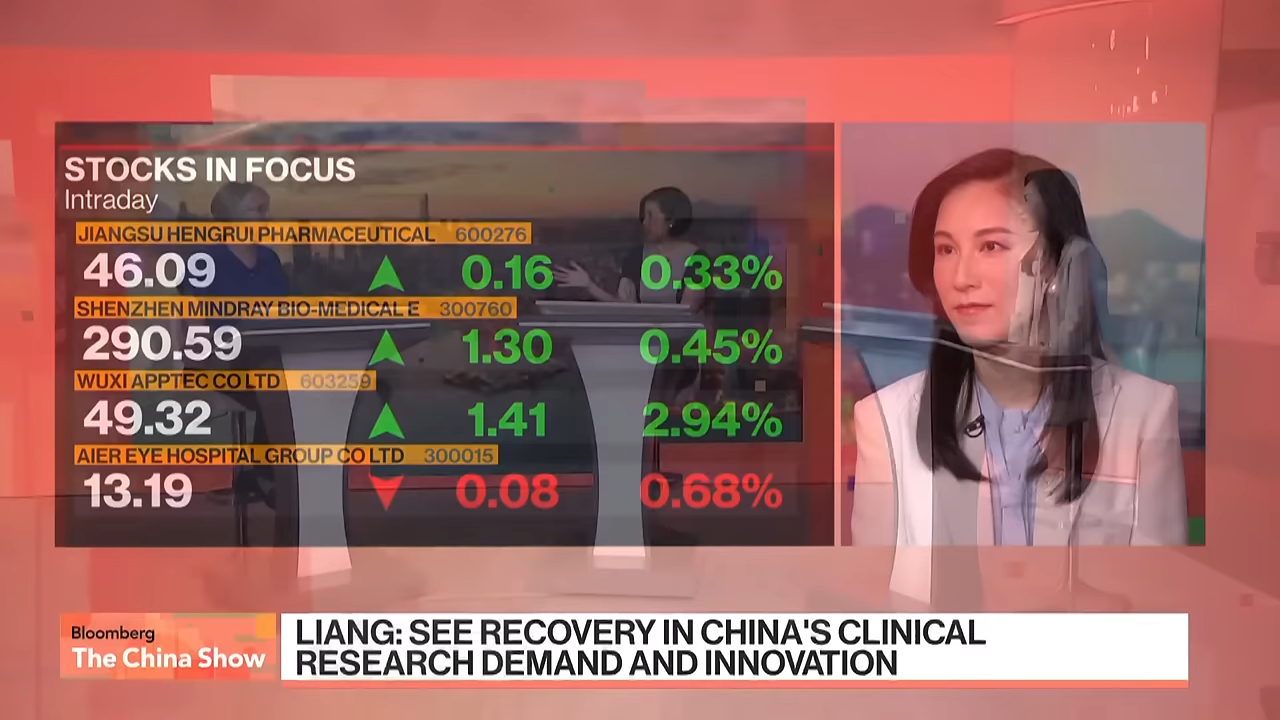 STOCKS IN FOCUS
Intraday
JIANGSU HENGRUI PHARMACEUTICAL 600276
46.09 0.16 0.33%
SHENZHEN MINDRAY BIO-MEDICAL E 300760
290.59 1.30 0.45%
WUXI APPTEC CO LTD 603259
49.32 1.41 2.94%
AIER EYE HOSPITAL GROUP CO LTD 300015
13.19 0.08 0.68%
Bloomberg
The China Show
LIANG: SEE RECOVERY IN CHINA'S CLINICAL
RESEARCH DEMAND AND INNOVATION